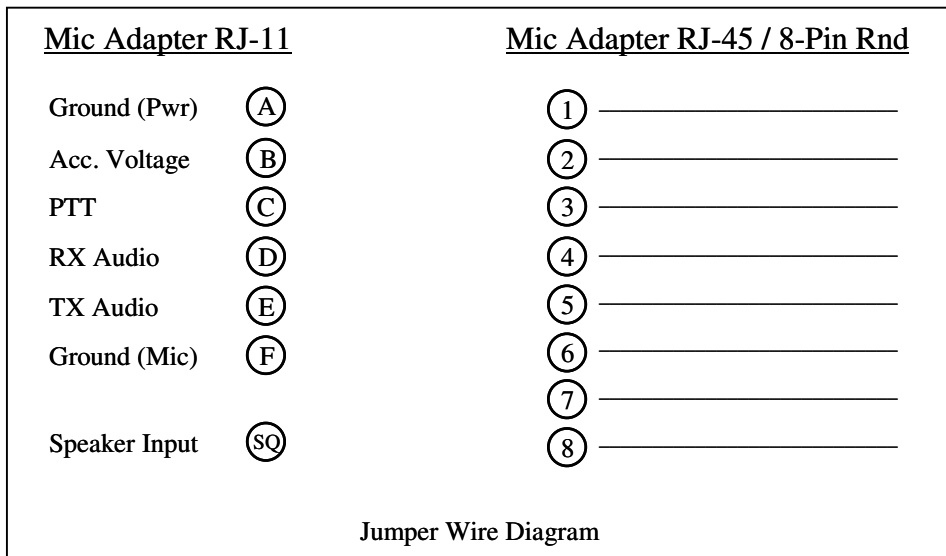 Mic Adapter RJ-11
Mic Adapter RJ-45 / 8-Pin Rnd
Ground (Pwr) A
1
Acc. Voltage B
2
PTT C
3
RX Audio D
4
TX Audio E
5
Ground (Mic) F
6
7
Speaker Input SQ
8
Jumper Wire Diagram